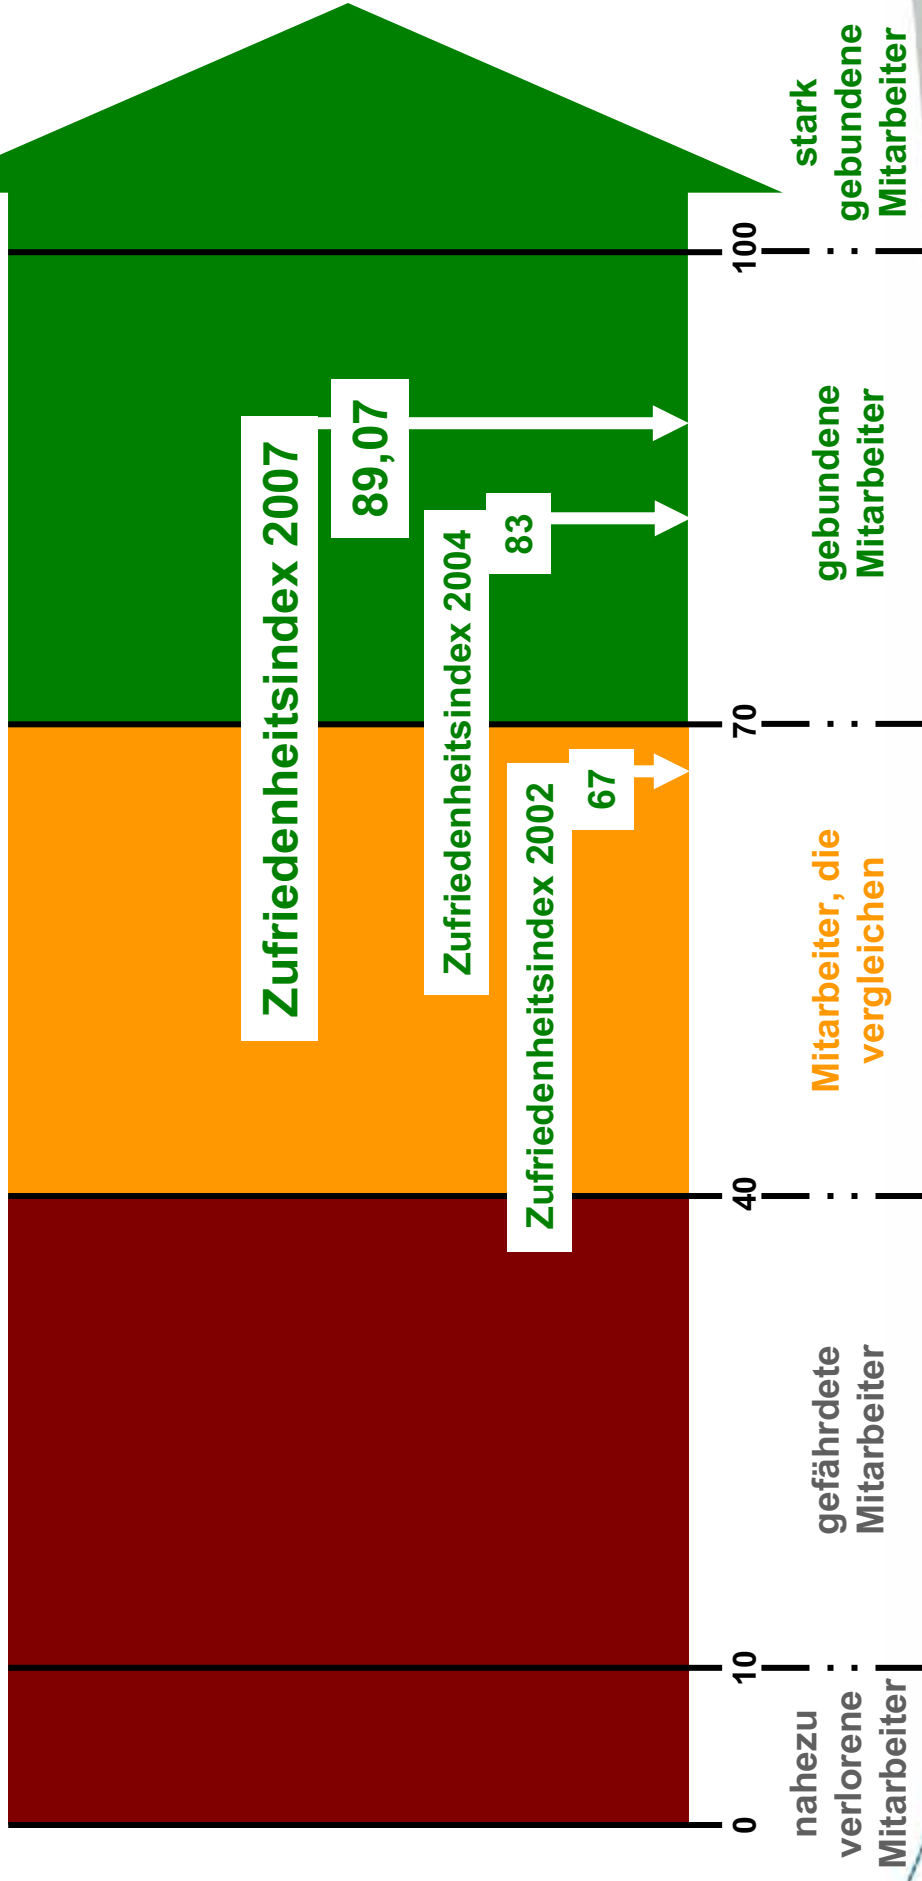 Zufriedenheitsindex 2007
89,07
Zufriedenheitsindex 2004
83
Zufriedenheitsindex 2002
67
0
10
40
70
100
nahezu
verlorene
Mitarbeiter
gefährdete
Mitarbeiter
Mitarbeiter, die
vergleichen
gebundene
Mitarbeiter
stark
gebundene
Mitarbeiter